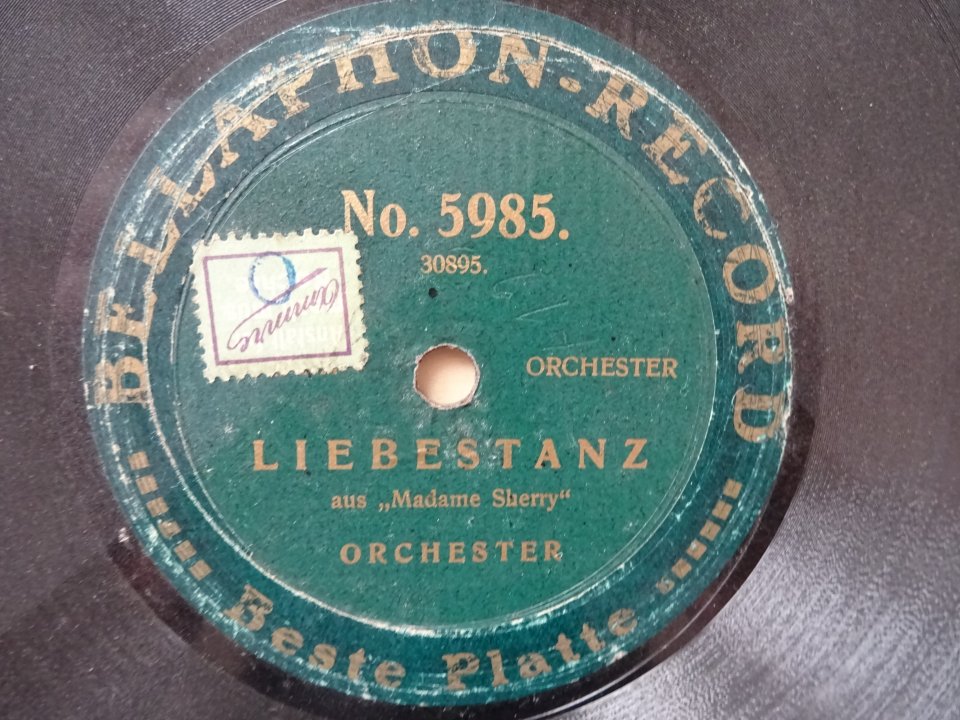 BELLAPHON-RECORD
No. 5985.
30895.
ORCHESTER
LIEBESTANZ
aus „Madame Sherry“
ORCHESTER
Beste Platte